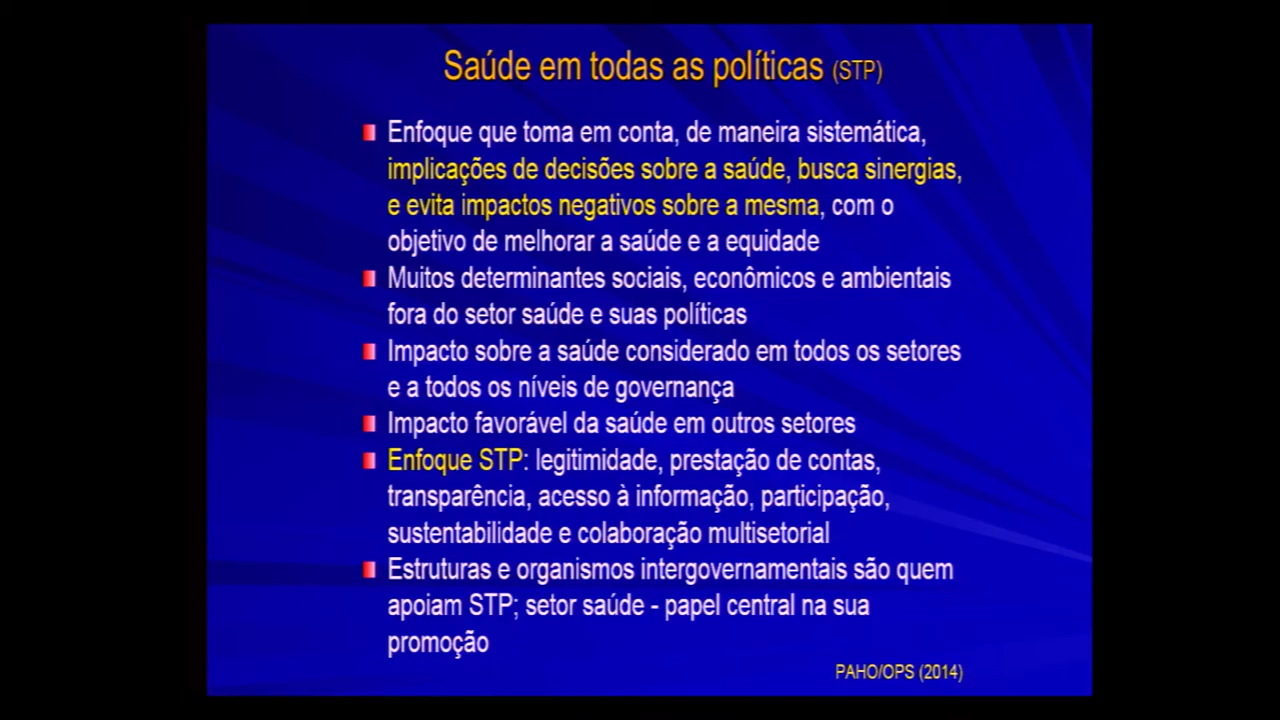 Saúde em todas as políticas (STP)
Enfoque que toma em conta, de maneira sistemática,
implicações de decisões sobre a saúde, busca sinergias,
e evita impactos negativos sobre a mesma, com o
objetivo de melhorar a saúde e a equidade
Muitos determinantes sociais, econômicos e ambientais
fora do setor saúde e suas políticas
Impacto sobre a saúde considerado em todos os setores
e a todos os níveis de governança
Impacto favorável da saúde em outros setores
Enfoque STP: legitimidade, prestação de contas,
transparência, acesso à informação, participação,
sustentabilidade e colaboração multisetorial
Estruturas e organismos intergovernamentais são quem
apoiam STP; setor saúde - papel central na sua
promoção
PAHO/OPS (2014)